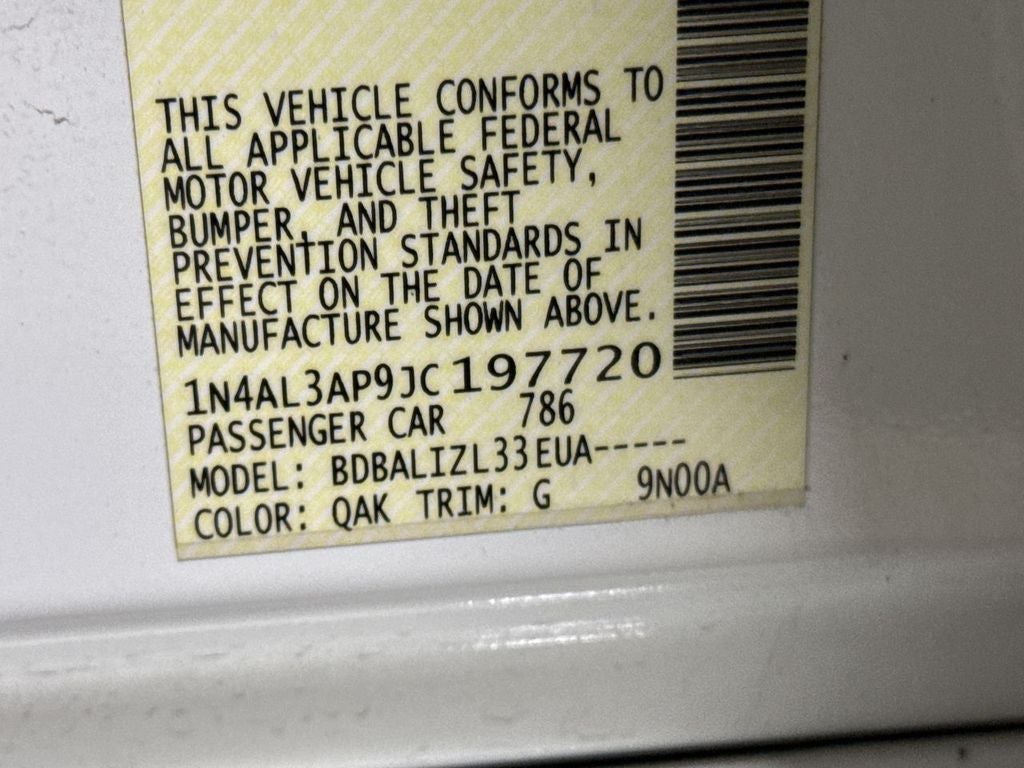 THIS VEHICLE CONFORMS TO
ALL APPLICABLE FEDERAL
MOTOR VEHICLE SAFETY,
BUMPER, AND THEFT
PREVENTION STANDARDS IN
EFFECT ON THE DATE OF
MANUFACTURE SHOWN ABOVE.
1N4AL3AP9JC197720
PASSENGER CAR 786
MODEL: BDBALIZL33EUA-----
COLOR: QAK TRIM: G 9N00A